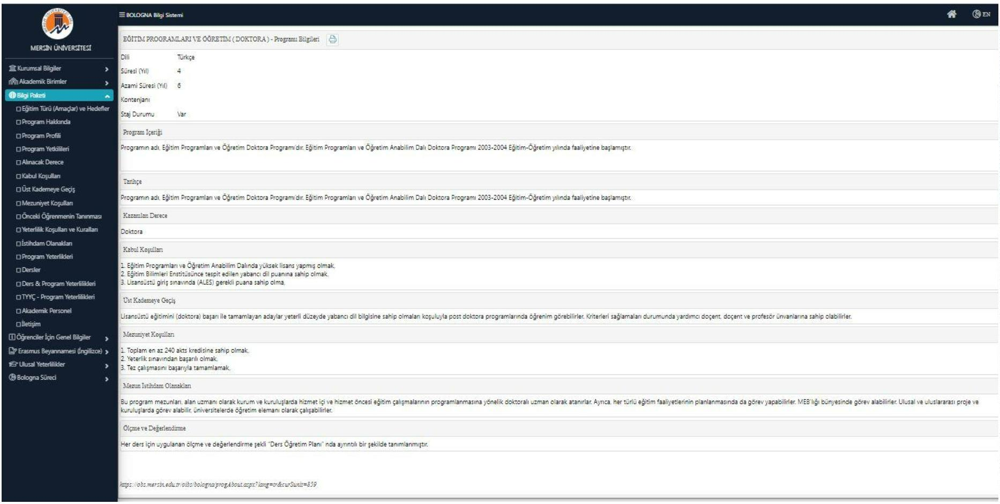 BOLOGNA Bilgi Sistemi
EN
MERSİN ÜNİVERSİTESİ
Kurumsal Bilgiler
Akademik Birimler
Bilgi Paketi
Eğitim Türü (Amaçlar) ve Hedefler
Program Hakkında
Program Profili
Program Yetkilileri
Alınacak Derece
Kabul Koşulları
Üst Kademeye Geçiş
Mezuniyet Koşulları
Önceki Öğrenmenin Tanınması
Yeterlilik Koşulları ve Kuralları
İstihdam Olanakları
Program Yeterlikleri
Dersler
Ders & Program Yeterlilikleri
TYYÇ - Program Yeterlilikleri
Akademik Personel
İletişim
Öğrenciler İçin Genel Bilgiler
Erasmus Beyannamesi (İngilizce)
Ulusal Yeterlilikler
Bologna Süreci
EĞİTİM PROGRAMLARI VE ÖĞRETİM ( DOKTORA ) - Programı Bilgileri
Dili Türkçe
Süresi (Yıl) 4
Azami Süresi (Yıl) 6
Kontenjanı
Staj Durumu Var
Program İçeriği
Programın adı, Eğitim Programları ve Öğretim Doktora Programı'dır. Eğitim Programları ve Öğretim Anabilim Dalı Doktora Programı 2003-2004 Eğitim-Öğretim yılında faaliyetine başlamıştır.
Tarihçe
Programın adı, Eğitim Programları ve Öğretim Doktora Programı'dır. Eğitim Programları ve Öğretim Anabilim Dalı Doktora Programı 2003-2004 Eğitim-Öğretim yılında faaliyetine başlamıştır.
Kazanılan Derece
Doktora
Kabul Koşulları
1. Eğitim Programları ve Öğretim Anabilim Dalında yüksek lisans yapmış olmak,
2. Eğitim Bilimleri Enstitüsünce tespit edilen yabancı dil puanına sahip olmak,
3. Lisansüstü giriş sınavında (ALES) gerekli puana sahip olma,
Üst Kademeye Geçiş
Lisansüstü eğitimini (doktora) başarı ile tamamlayan adaylar yeterli düzeyde yabancı dil bilgisine sahip olmaları koşuluyla post doktora programlarında öğrenim görebilirler. Kriterleri sağlamaları durumunda yardımcı doçent, doçent ve profesör ünvanlarına sahip olabilirler.
Mezuniyet Koşulları
1. Toplam en az 240 akts kredisine sahip olmak,
2. Yeterlik sınavından başarılı olmak,
3. Tez çalışmasını başarıyla tamamlamak,
Mezun İstihdam Olanakları
Bu program mezunları, alan uzmanı olarak kurum ve kuruluşlarda hizmet içi ve hizmet öncesi eğitim çalışmalarının programlanmasına yönelik doktoralı uzman olarak atanırlar. Ayrıca, her türlü eğitim faaliyetlerinin planlanmasında da görev yapabilirler. MEB'lığı bünyesinde görev alabilirler. Ulusal ve uluslararası proje ve
kuruluşlarda görev alabilir, üniversitelerde öğretim elemanı olarak çalışabilirler.
Ölçme ve Değerlendirme
Her ders için uygulanan ölçme ve değerlendirme şekli "Ders Öğretim Planı" nda ayrıntılı bir şekilde tanımlanmıştır.
https://obs.mersin.edu.tr/oibs/bologna/progAbout.aspx?lang=tr&curSunit=859